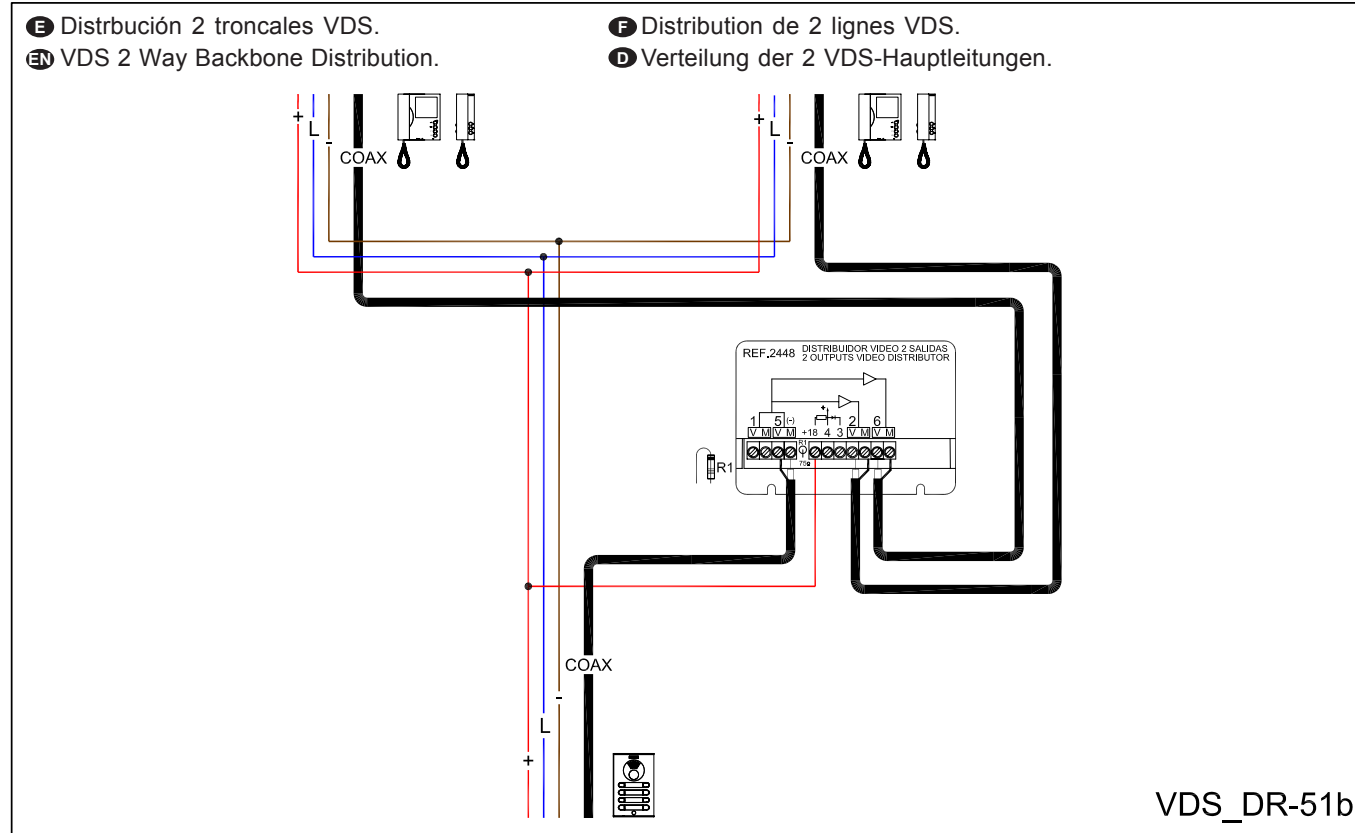 E Distrbución 2 troncales VDS.
EN VDS 2 Way Backbone Distribution.
F Distribution de 2 lignes VDS.
D Verteilung der 2 VDS-Hauptleitungen.
+ L - COAX
+ L - COAX
REF.2448 DISTRIBUIDOR VIDEO 2 SALIDAS
2 OUTPUTS VIDEO DISTRIBUTOR
+
1 5 (-) 2 6
V M V M +18 4 3 V M V M
R1
R1
75Ω
COAX
-
L
+
VDS_DR-51b